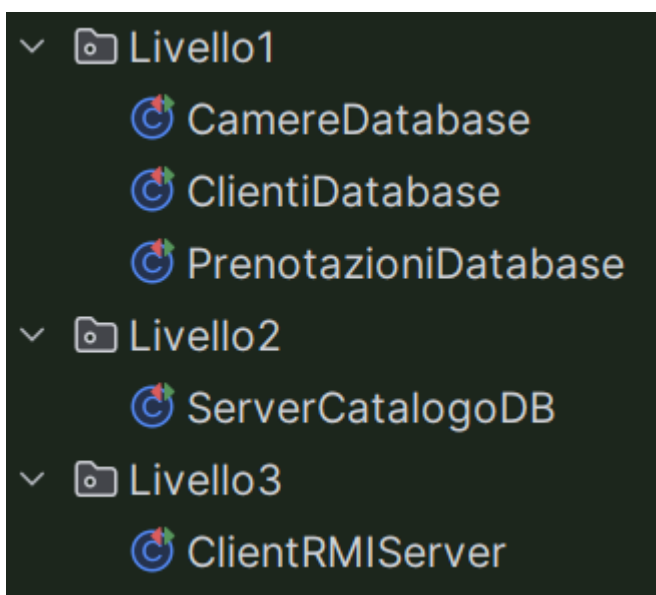 Livello1
CamereDatabase
ClientiDatabase
PrenotazioniDatabase
Livello2
ServerCatalogoDB
Livello3
ClientRMIServer